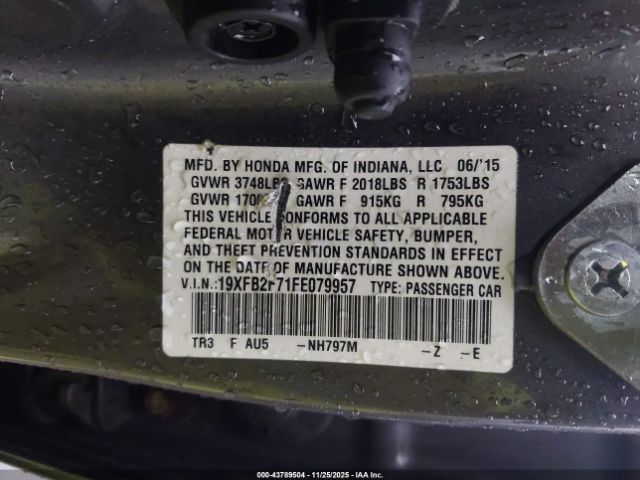 MFD. BY HONDA MFG. OF INDIANA, LLC 06/'15
GVWR 3748LBS GAWR F 2018LBS R 1753LBS
GVWR GAWR F 915KG R 795KG
THIS VEHICLE CONFORMS TO ALL APPLICABLE
FEDERAL MOTOR VEHICLE SAFETY, BUMPER,
AND THEFT PREVENTION STANDARDS IN EFFECT
ON THE DATE OF MANUFACTURE SHOWN ABOVE.
V.I.N.:19XFB2F71FE079957 TYPE: PASSENGER CAR
TR3 F AU5 -NH797M -Z -E
000-43789504 - 11/25/2025 - IAA Inc.